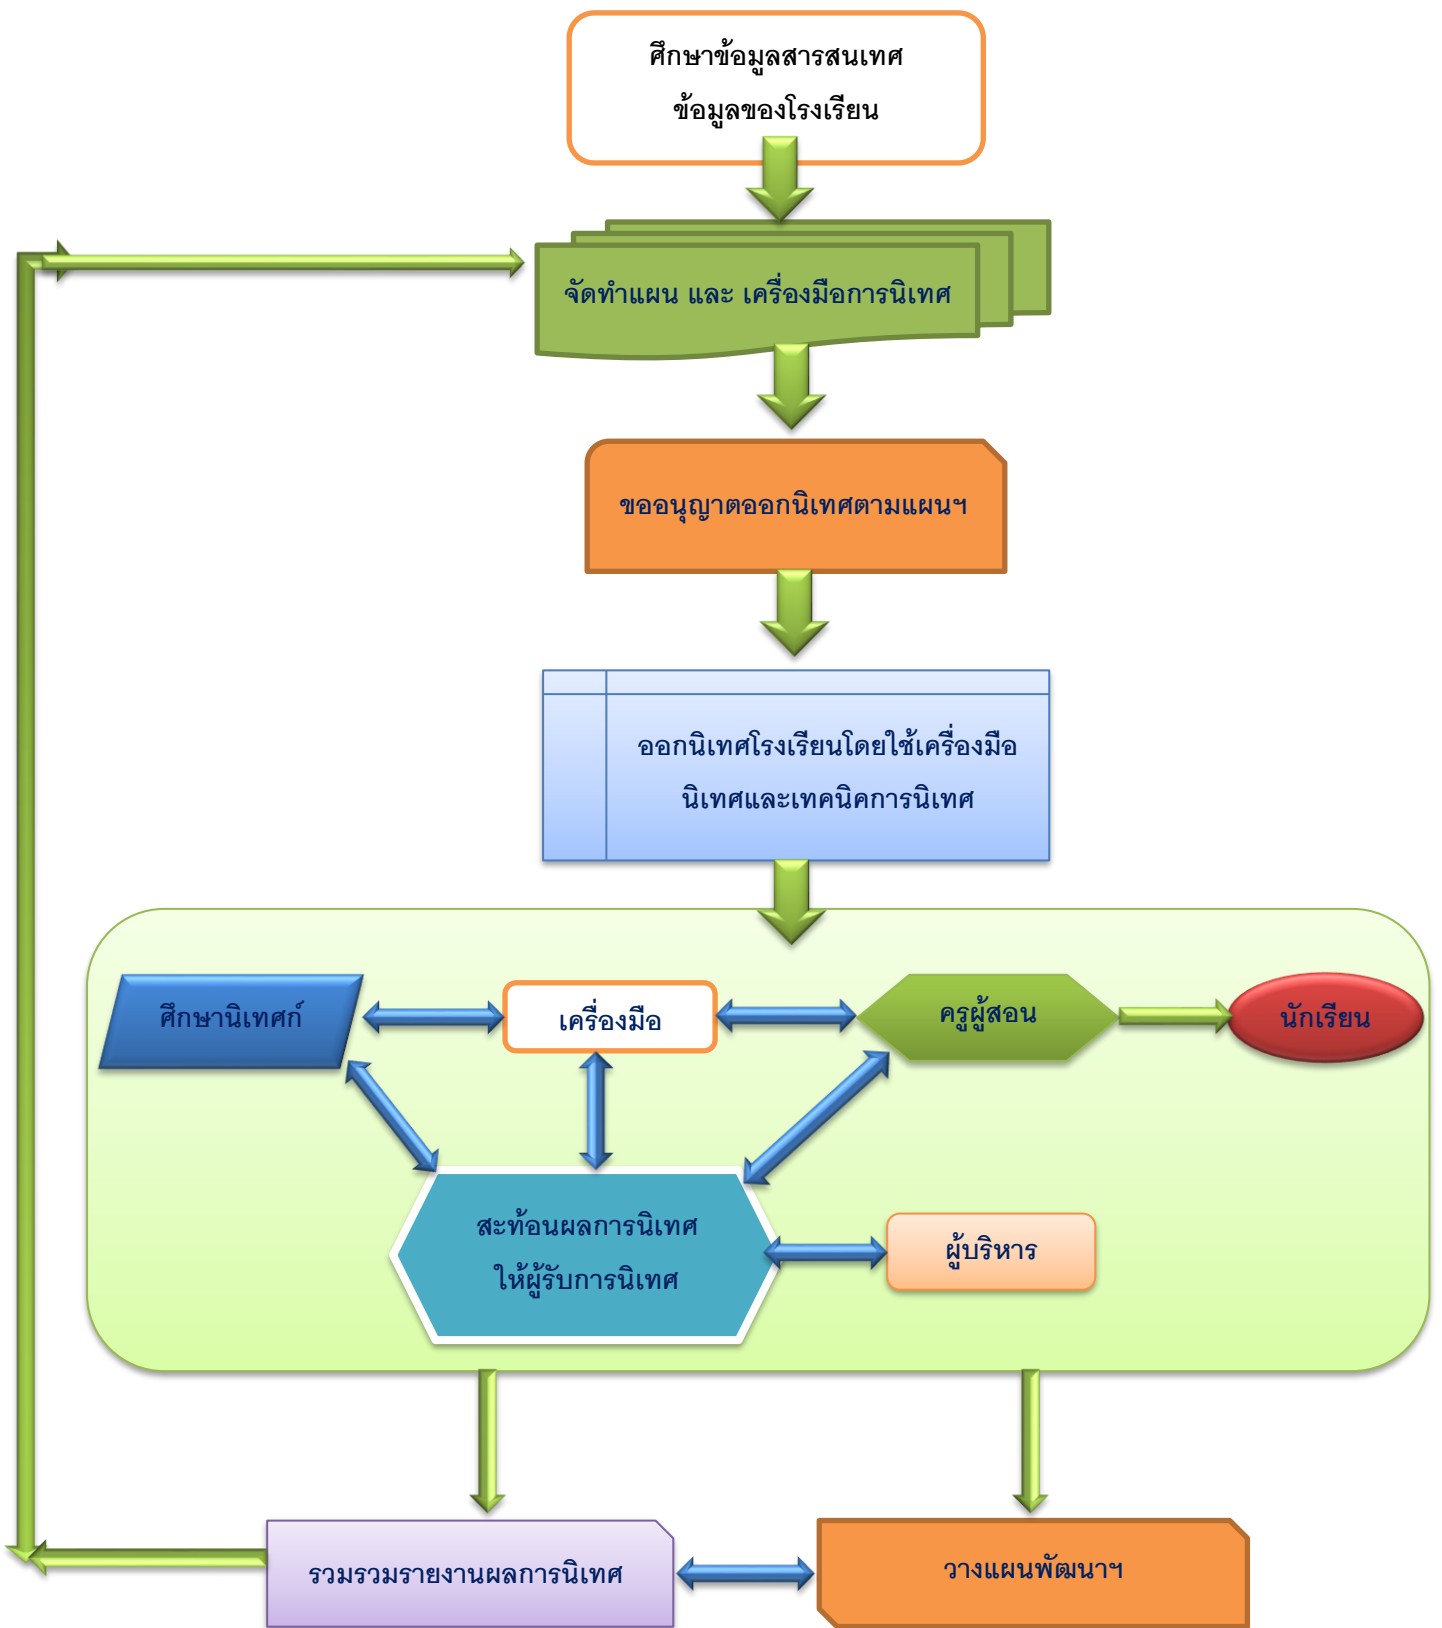 ศึกษาข้อมูลสารสนเทศ
ข้อมูลของโรงเรียน
จัดทำแผน และ เครื่องมือการนิเทศ
ขออนุญาตออกนิเทศตามแผนฯ
ออกนิเทศโรงเรียนโดยใช้เครื่องมือ
นิเทศและเทคนิคการนิเทศ
ศึกษานิเทศก์
เครื่องมือ
ครูผู้สอน
นักเรียน
สะท้อนผลการนิเทศ
ให้ผู้รับการนิเทศ
ผู้บริหาร
รวมรวมรายงานผลการนิเทศ
วางแผนพัฒนาฯ